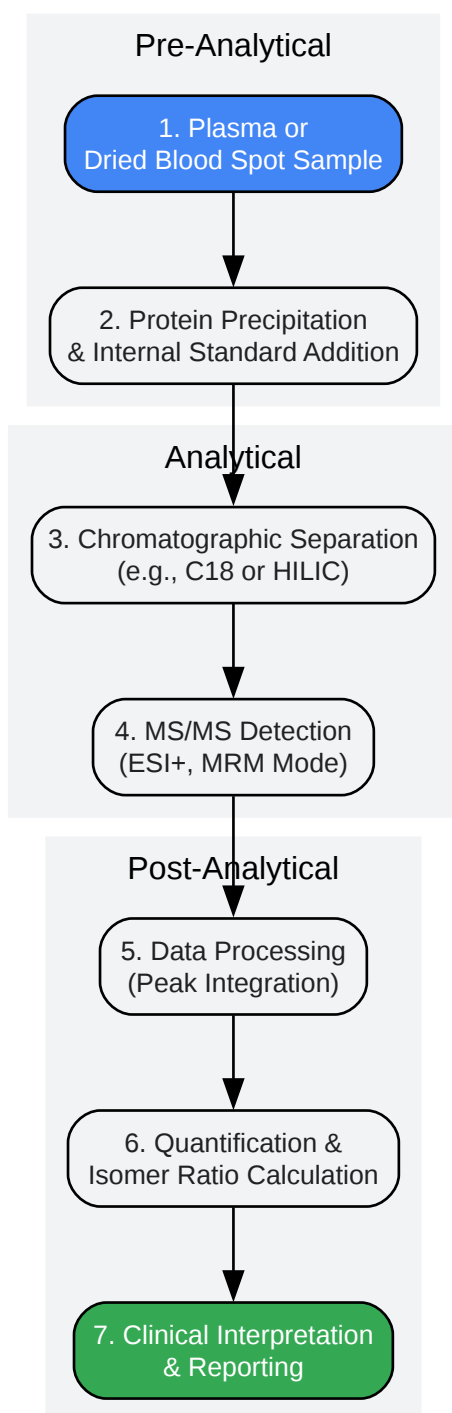 Pre-Analytical
1. Plasma or
Dried Blood Spot Sample
2. Protein Precipitation
& Internal Standard Addition
Analytical
3. Chromatographic Separation
(e.g., C18 or HILIC)
4. MS/MS Detection
(ESI+, MRM Mode)
Post-Analytical
5. Data Processing
(Peak Integration)
6. Quantification &
Isomer Ratio Calculation
7. Clinical Interpretation
& Reporting